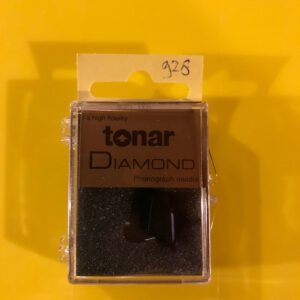 928
For high fidelity
tonar
DIAMOND
Phonograph needle